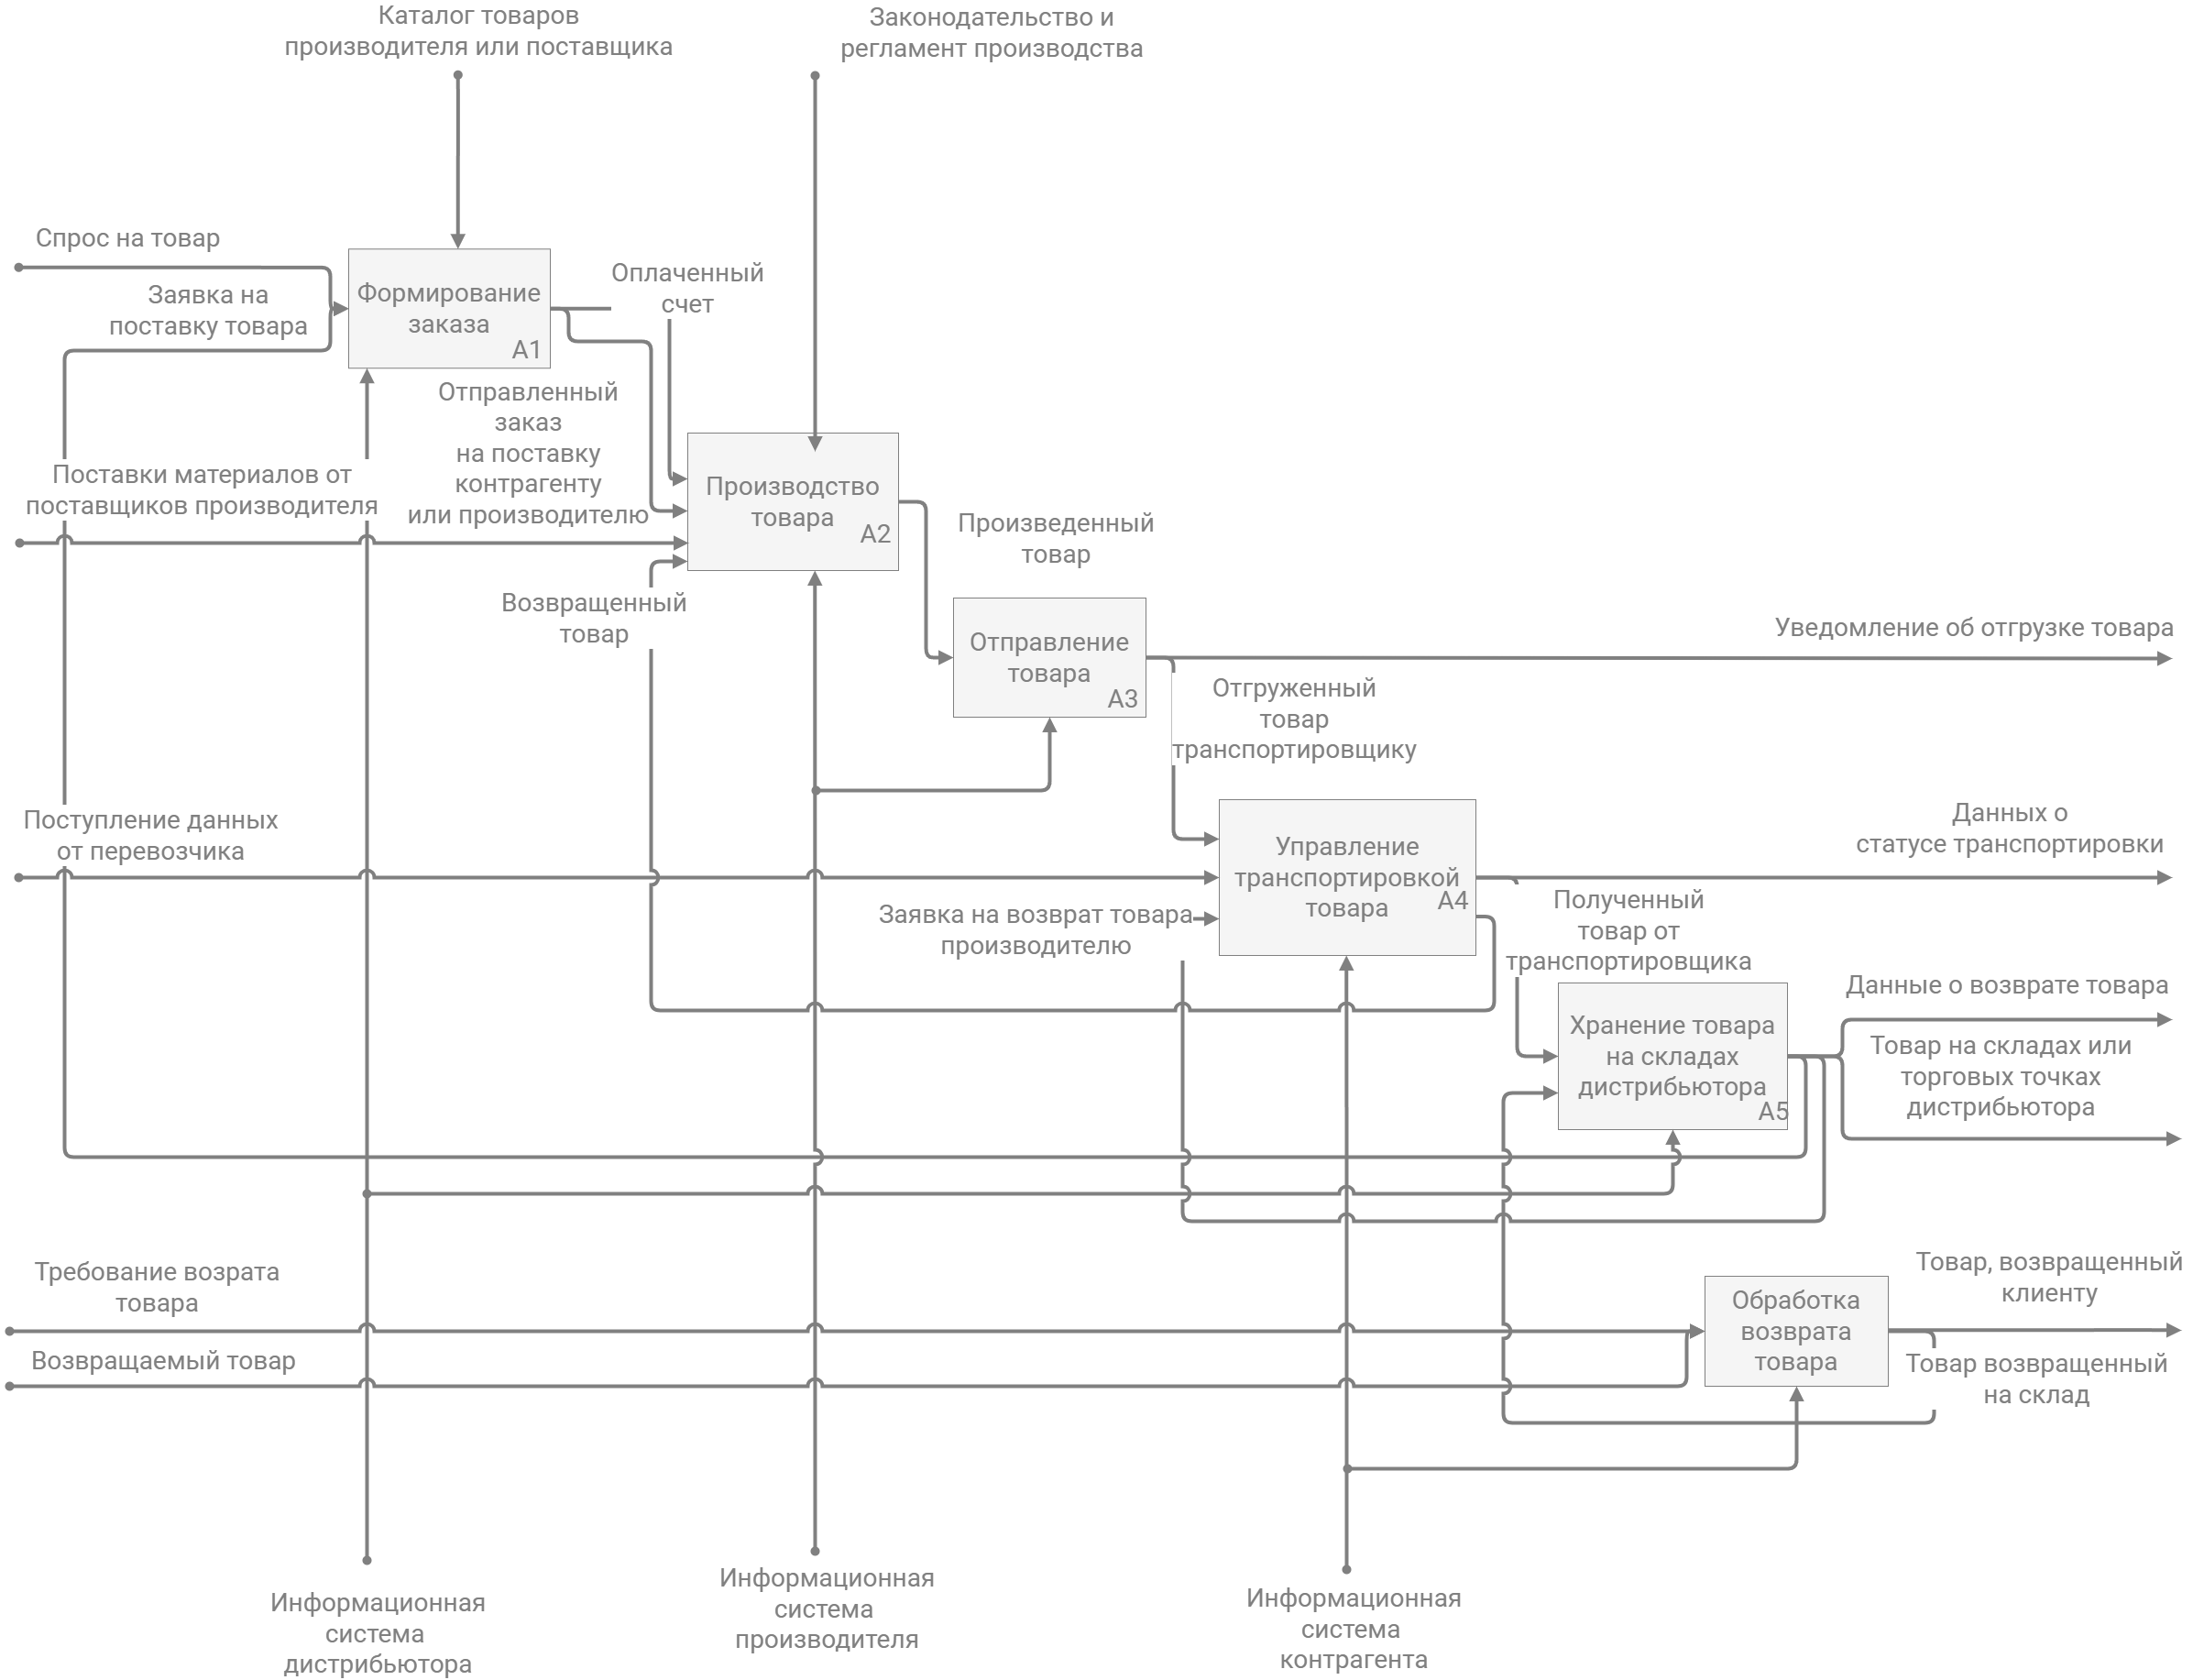 Каталог товаров
производителя или поставщика
Законодательство и
регламент производства
Спрос на товар
Заявка на
поставку товара
Формирование
заказа
А1
Оплаченный
счет
Отправленный
заказ
на поставку
контрагенту
или производителю
Поставки материалов от
поставщиков производителя
Производство
товара
А2
Произведенный
товар
Возвращенный
товар
Отправление
товара
А3
Уведомление об отгрузке товара
Отгруженный
товар
транспортировщику
Поступление данных
от перевозчика
Управление
транспортировкой
товара
А4
Данных о
статусе транспортировки
Заявка на возврат товара
производителю
Полученный
товар от
транспортировщика
Данные о возврате товара
Хранение товара
на складах
дистрибьютора
А5
Товар на складах или
торговых точках
дистрибьютора
Требование возрата
товара
Возвращаемый товар
Обработка
возврата
товара
Товар, возвращенный
клиенту
Товар возвращенный
на склад
Информационная
система
дистрибьютора
Информационная
система
производителя
Информационная
система
контрагента